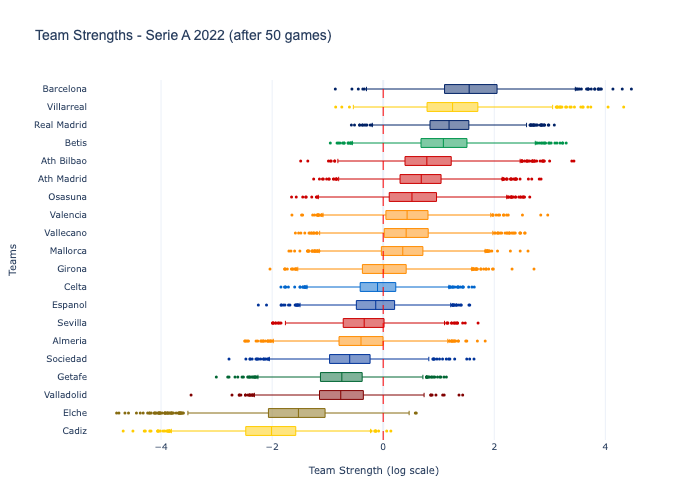 Team Strengths - Serie A 2022 (after 50 games)
Barcelona
Villarreal
Real Madrid
Betis
Ath Bilbao
Ath Madrid
Osasuna
Valencia
Vallecano
Mallorca
Girona
Celta
Espanol
Sevilla
Almeria
Sociedad
Getafe
Valladolid
Elche
Cadiz
Teams
−4 −2 0 2 4
Team Strength (log scale)